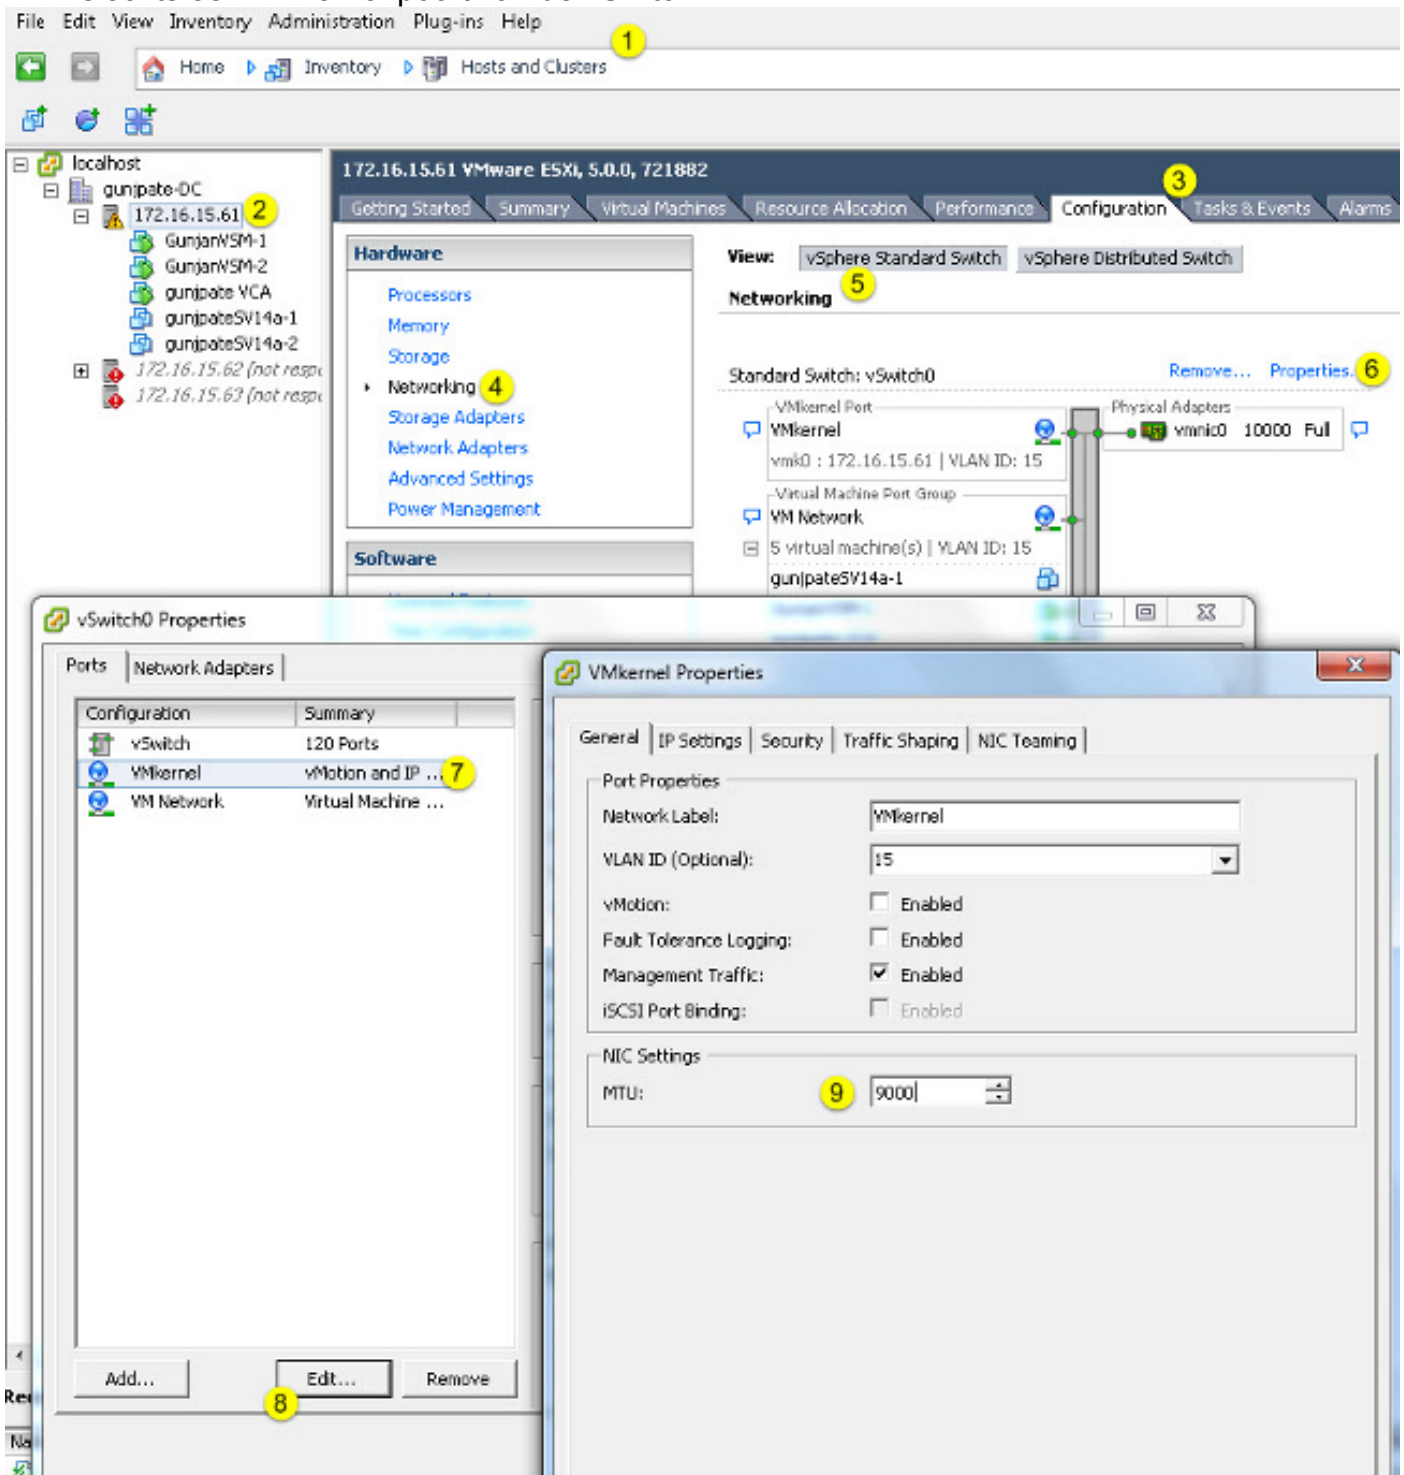 File Edit View Inventory Administration Plug-ins Help
1
Home Inventory Hosts and Clusters
localhost
gunjpate-DC
172.16.15.61 2
GunjanVSM-1
GunjanVSM-2
gunjpate VCA
gunjpateSV14a-1
gunjpateSV14a-2
172.16.15.62 (not resp
172.16.15.63 (not resp
172.16.15.61 VMware ESXi, 5.0.0, 721882
3
Getting Started Summary Virtual Machines Resource Allocation Performance Configuration Tasks & Events Alarms
Hardware
Processors
Memory
Storage
Networking 4
Storage Adapters
Network Adapters
Advanced Settings
Power Management
Software
View: vSphere Standard Switch vSphere Distributed Switch
5
Networking
Standard Switch: vSwitch0 Remove... Properties. 6
VMkernel Port
VMkernel
vmk0 : 172.16.15.61 | VLAN ID: 15
Physical Adapters
vmnic0 10000 Full
Virtual Machine Port Group
VM Network
5 virtual machine(s) | VLAN ID: 15
gunjpateSV14a-1
vSwitch0 Properties
Ports Network Adapters
Configuration Summary
vSwitch 120 Ports
VMkernel vMotion and IP ... 7
VM Network Virtual Machine ...
Add... Edit... Remove
8
VMkernel Properties
General IP Settings Security Traffic Shaping NIC Teaming
Port Properties
Network Label: VMkernel
VLAN ID (Optional): 15
vMotion: Enabled
Fault Tolerance Logging: Enabled
Management Traffic: Enabled
iSCSI Port Binding: Enabled
NIC Settings
MTU: 9 9000